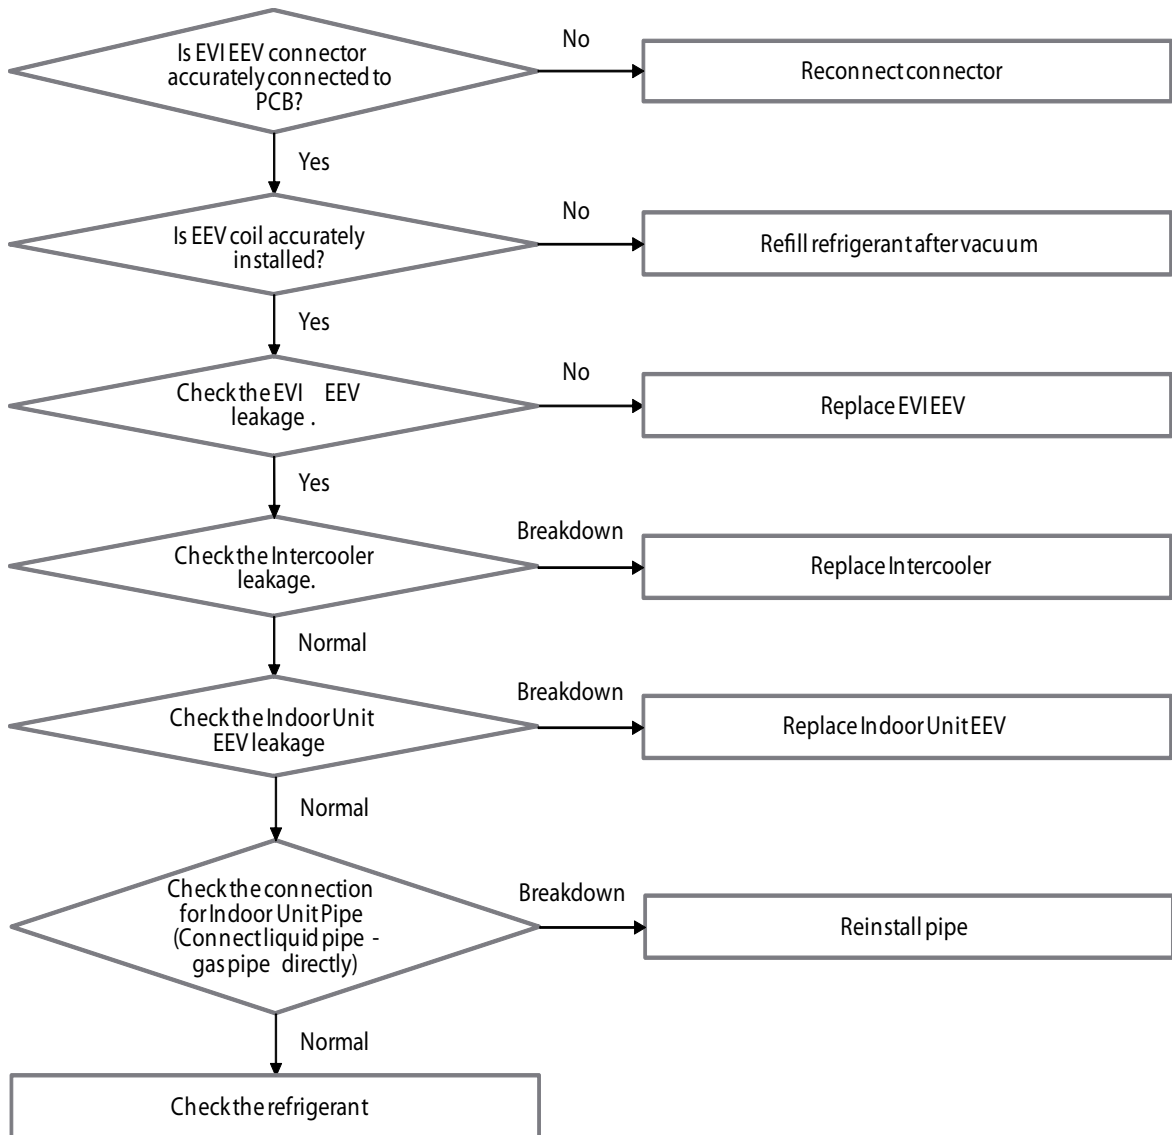 Is EVI EEV connector
accurately connected to
PCB?
No
Reconnect connector
Yes
Is EEV coil accurately
installed?
No
Refill refrigerant after vacuum
Yes
Check the EVI EEV
leakage .
No
Replace EVI EEV
Yes
Check the Intercooler
leakage.
Breakdown
Replace Intercooler
Normal
Check the Indoor Unit
EEV leakage
Breakdown
Replace Indoor Unit EEV
Normal
Check the connection
for Indoor Unit Pipe
(Connect liquid pipe -
gas pipe directly)
Breakdown
Reinstall pipe
Normal
Check the refrigerant